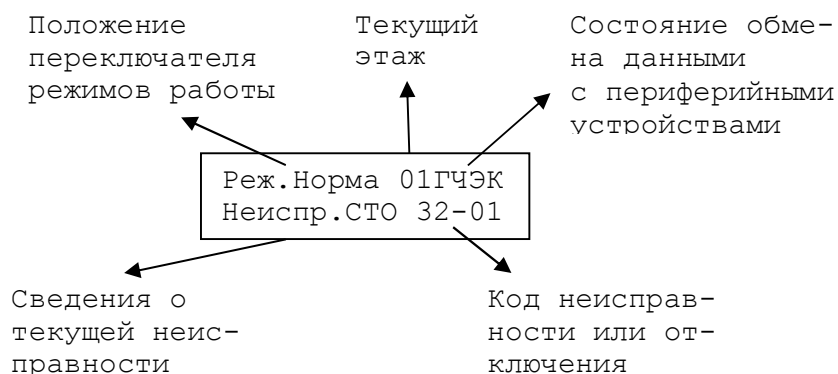 Положение
переключателя
режимов работы
Текущий
этаж
Состояние обме-
на данными
с периферийными
устройствами
Реж.Норма 01ГЧЭК
Неиспр.СТО 32-01
Сведения о
текущей неис-
правности
Код неисправ-
ности или от-
ключения